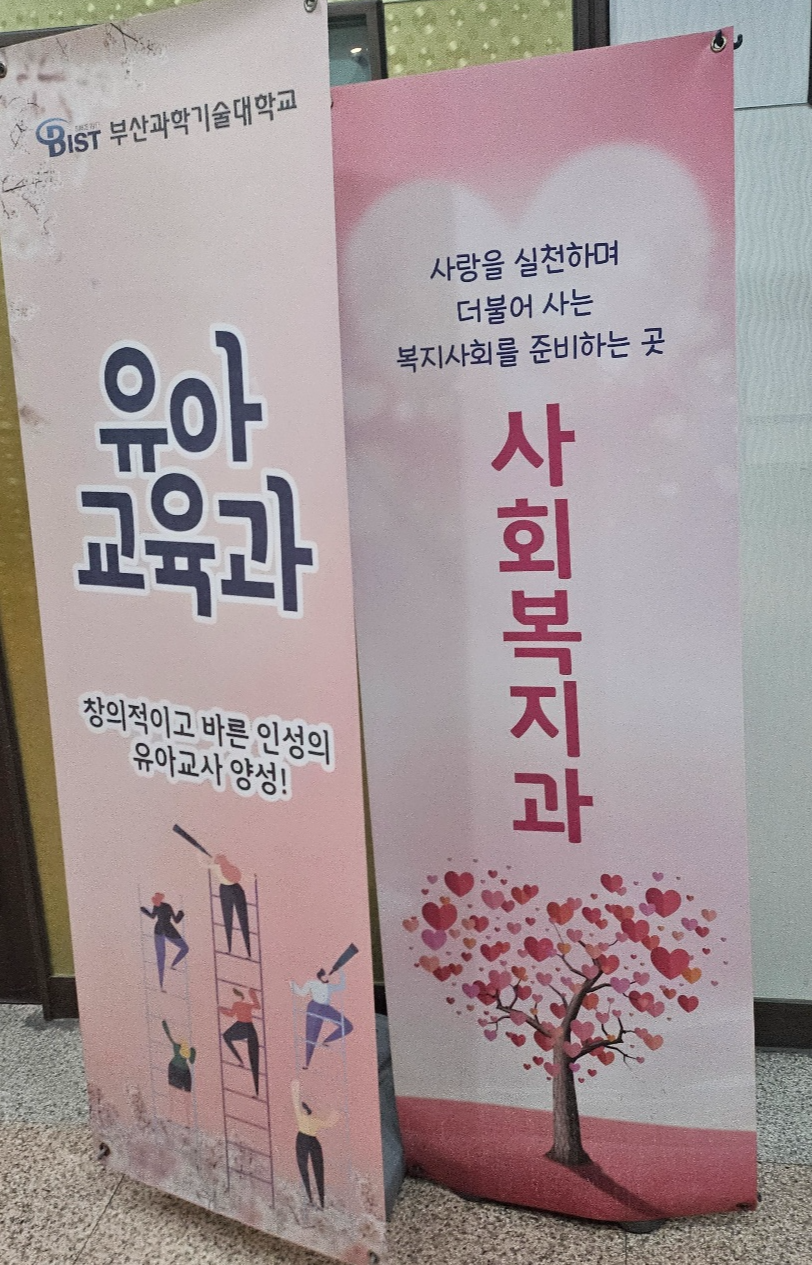 BIST 부산과학기술대학교
유아
교육과
창의적이고 바른 인성의
유아교사 양성!
사랑을 실천하며
더불어 사는
복지사회를 준비하는 곳
사회복지과